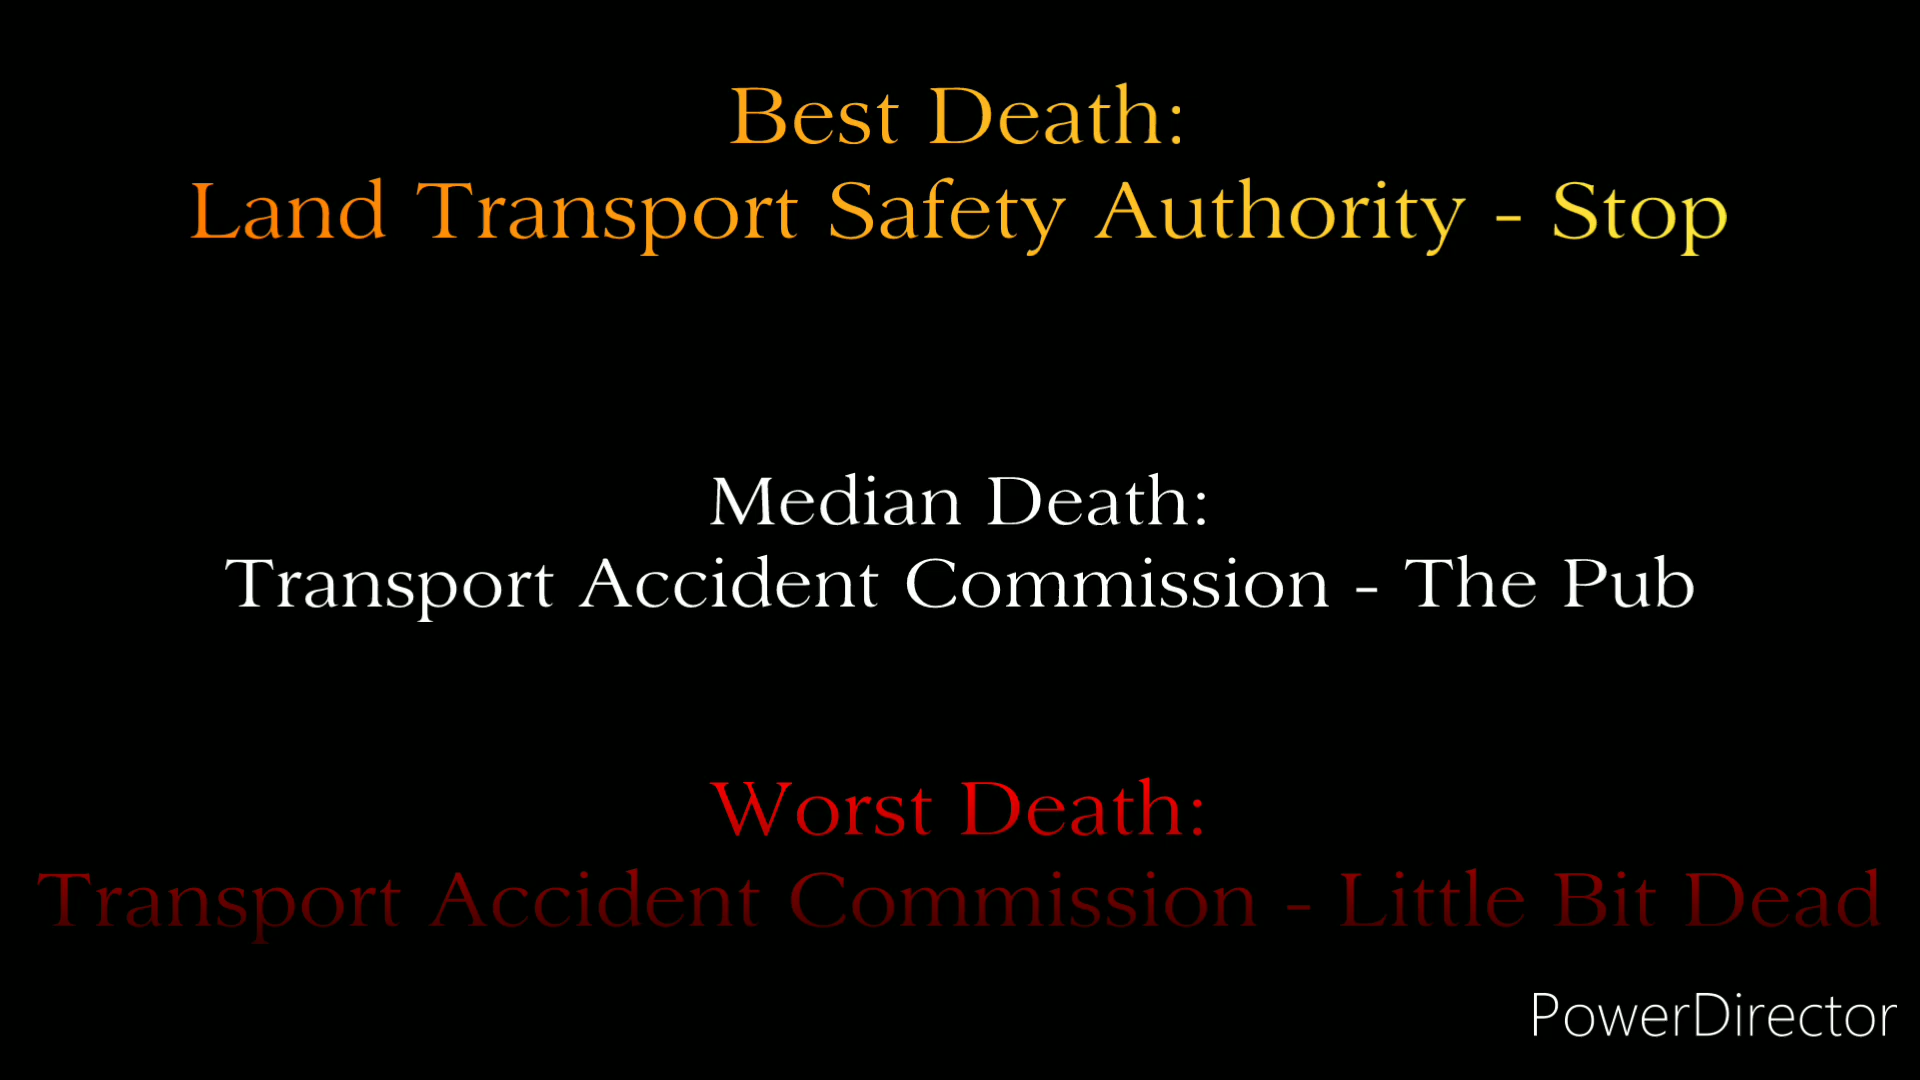 Best Death:
Land Transport Safety Authority - Stop
Median Death:
Transport Accident Commission - The Pub
Worst Death:
Transport Accident Commission - Little Bit Dead
PowerDirector